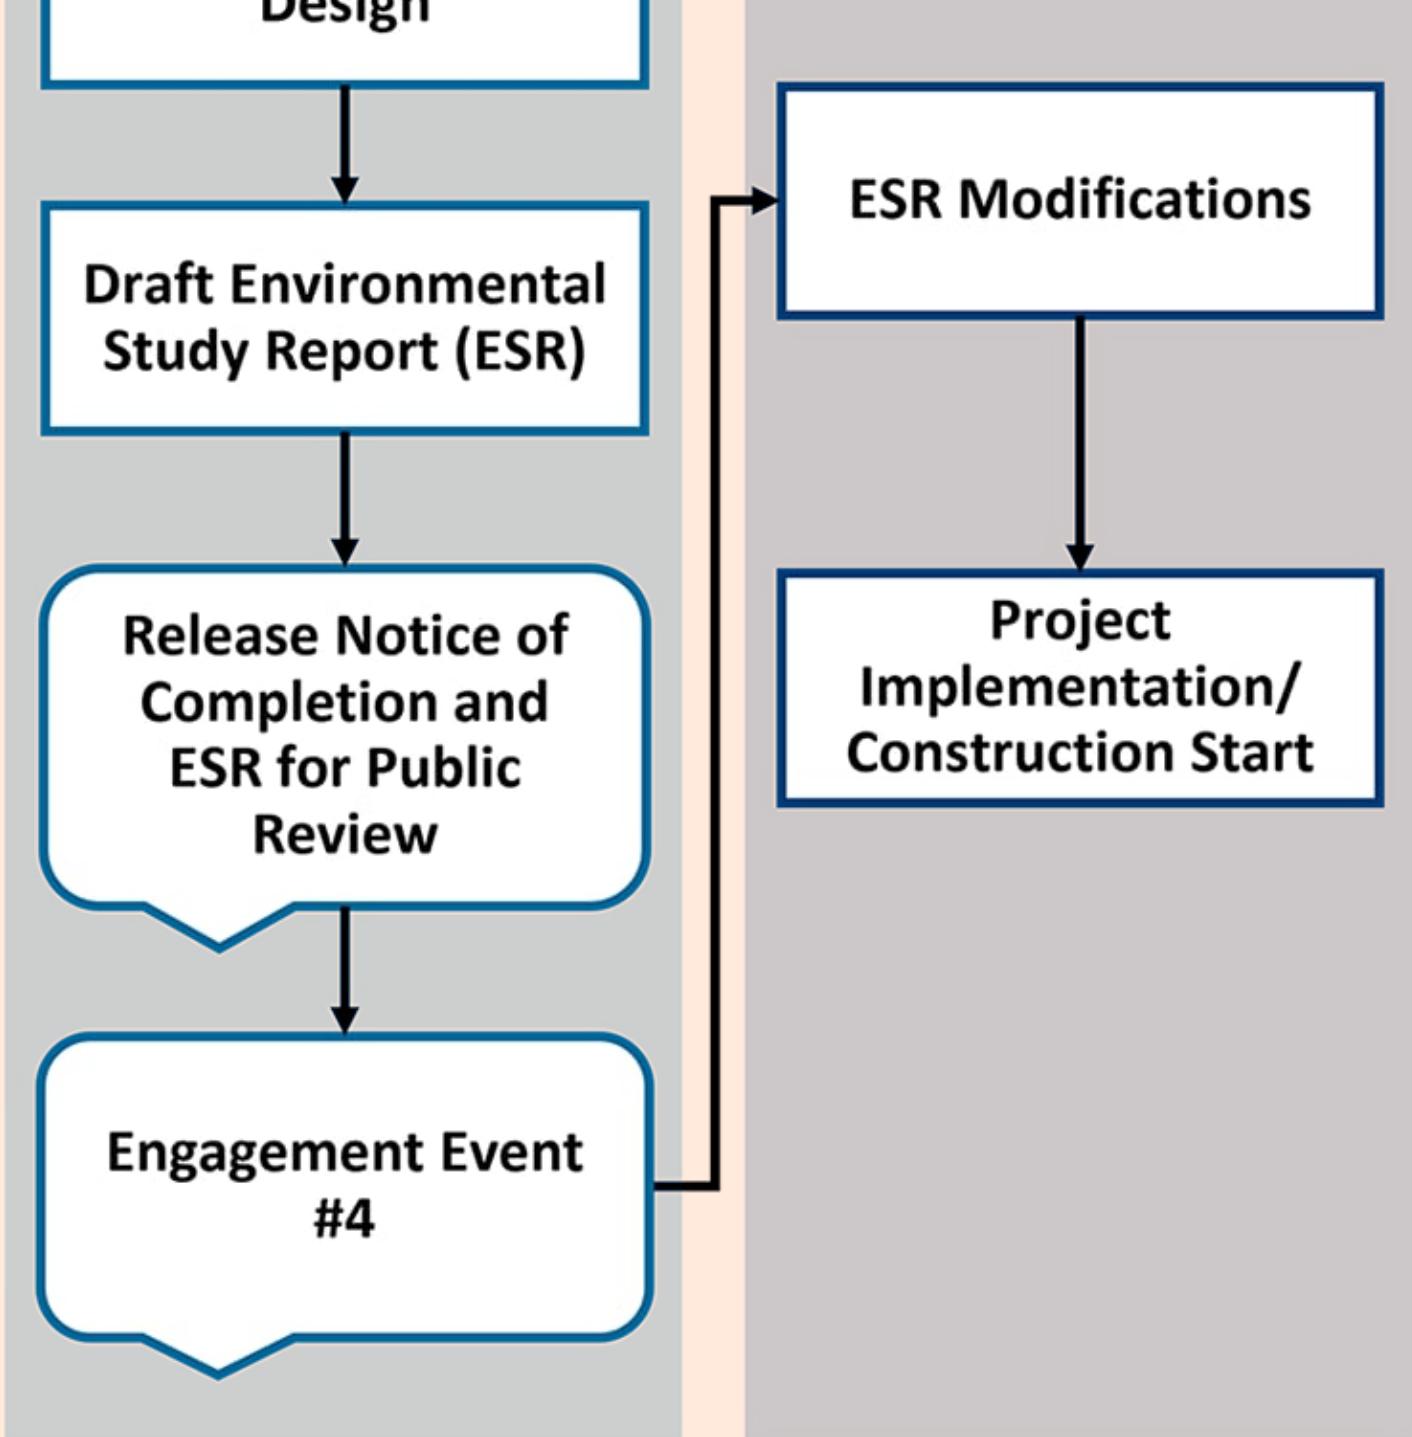 Design
Draft Environmental
Study Report (ESR)
Release Notice of
Completion and
ESR for Public
Review
Engagement Event
#4
ESR Modifications
Project
Implementation/
Construction Start